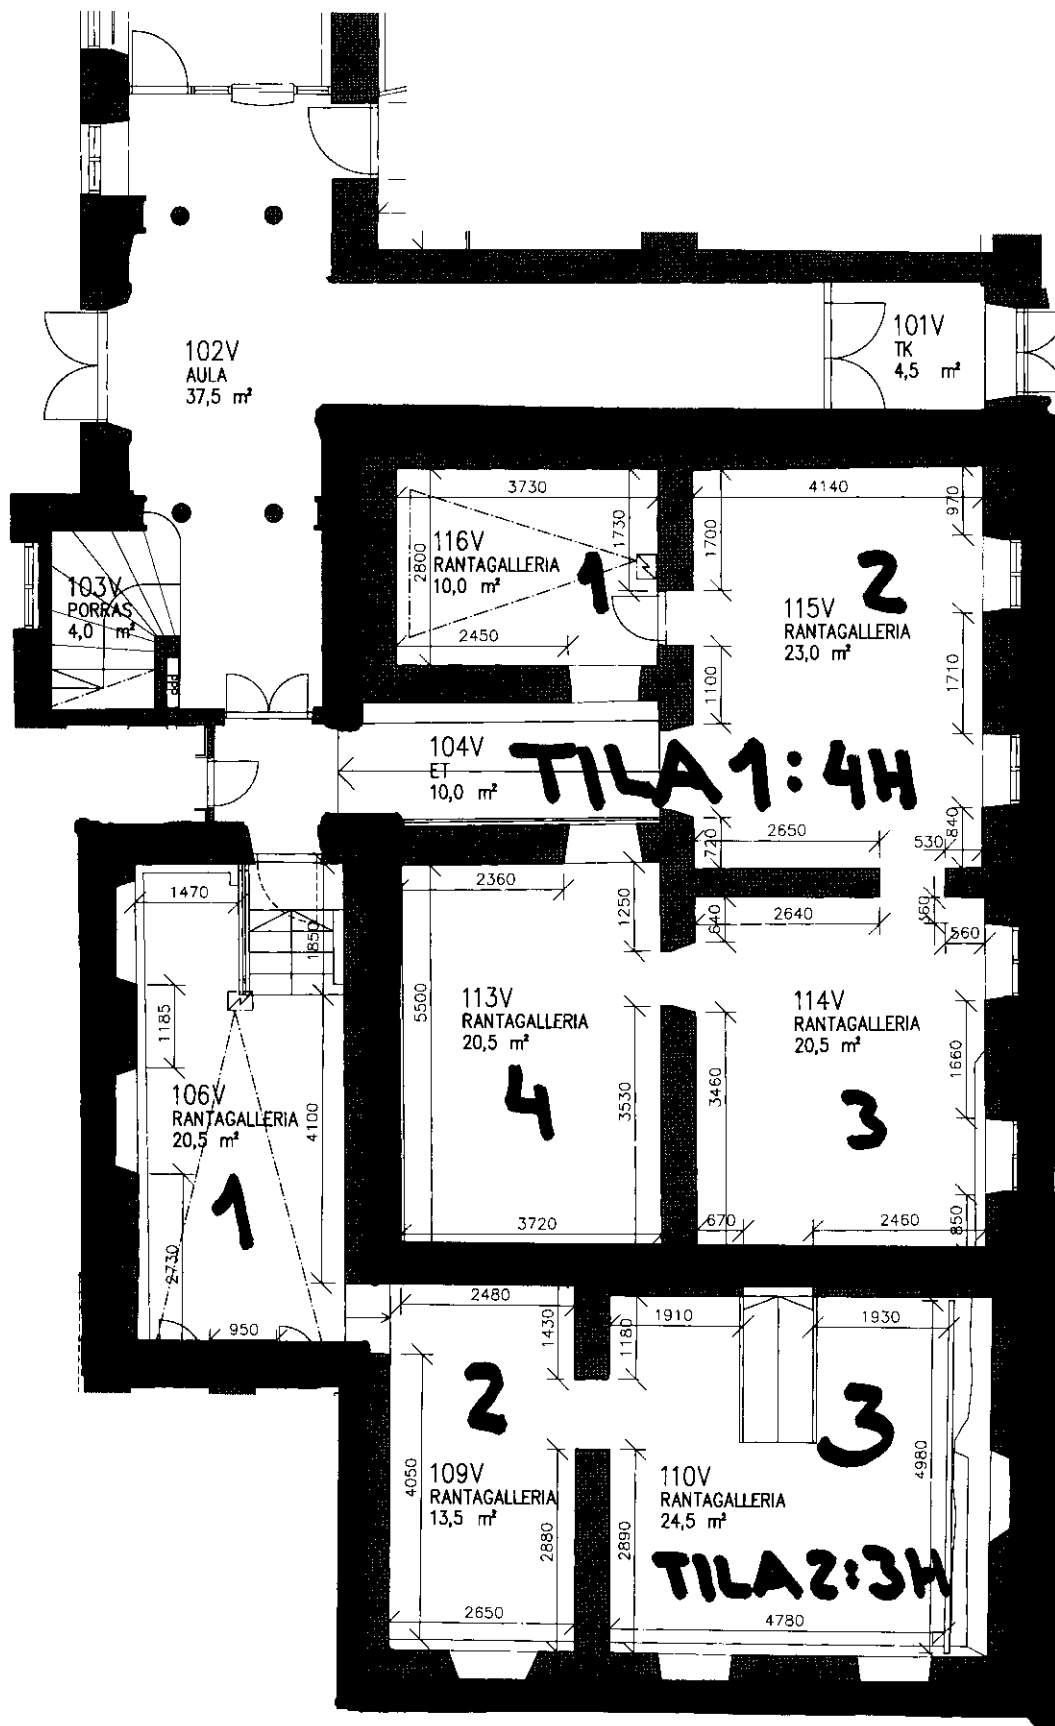 102V
AULA
37,5 m²
101V
TK
4,5 m²
103V
PORRAS
4,0 m²
3730
1730
2800
116V
RANTAGALLERIA
10,0 m²
1
2450
4140
970
1700
2
115V
RANTAGALLERIA
23,0 m²
1710
1100
104V
ET
10,0 m²
TILA 1: 4H
720
2650
530
840
1470
1850
2360
1250
640
2640
360
560
1185
5500
113V
RANTAGALLERIA
20,5 m²
4
3530
114V
RANTAGALLERIA
20,5 m²
3
3460
1660
106V
RANTAGALLERIA
20,5 m²
1
4100
2730
950
3720
670
2460
850
2480
1430
1910
1180
1930
2
3
4050
109V
RANTAGALLERIA
13,5 m²
2880
110V
RANTAGALLERIA
24,5 m²
4980
2890
TILA 2: 3H
2650
4780